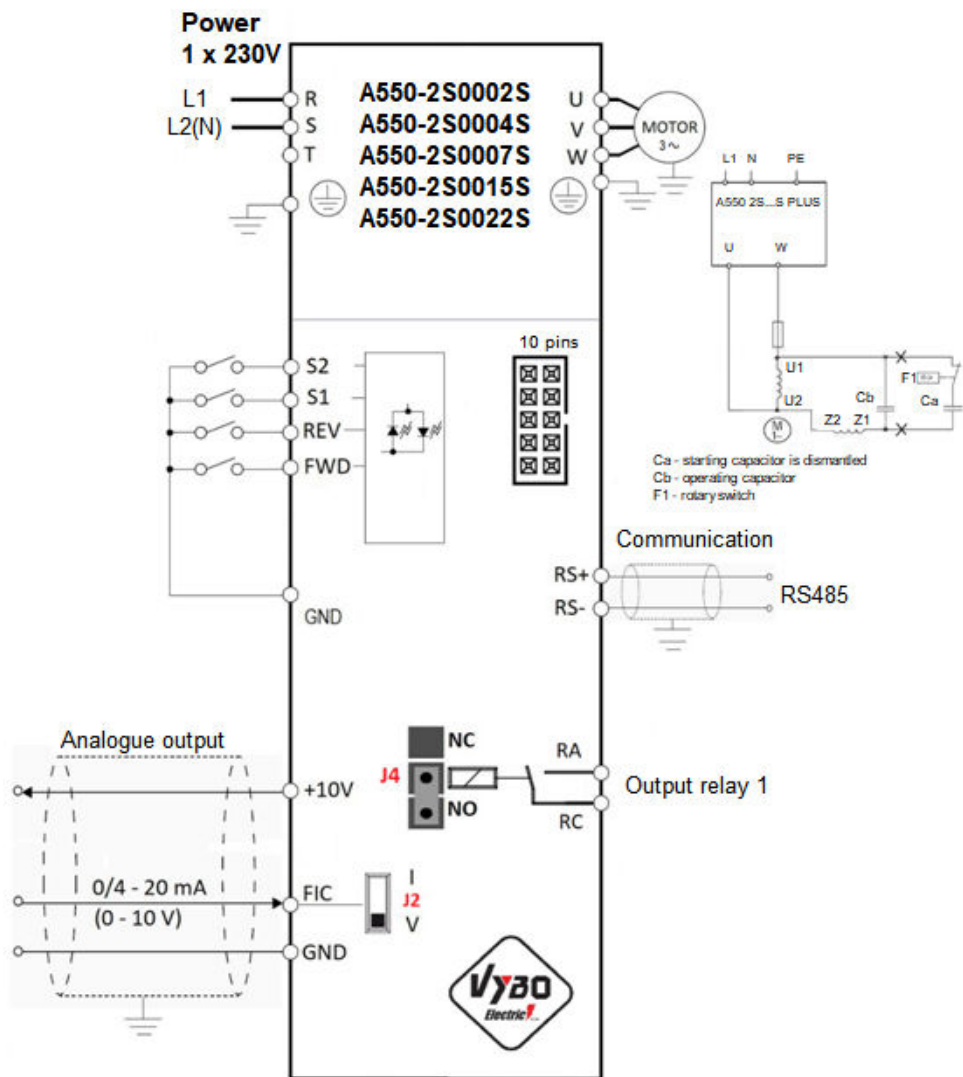 Power
1 x 230V
L1
L2(N)
R
S
T
A550-2S0002S
A550-2S0004S
A550-2S0007S
A550-2S0015S
A550-2S0022S
U
V
W
MOTOR
3~
L1 N PE
A550 2S...S PLUS
U W
U1
U2
Z2 Z1
Cb
F1
Ca
M
1~
Ca - starting capacitor is dismantled
Cb - operating capacitor
F1 - rotary switch
S2
S1
REV
FWD
GND
10 pins
Communication
RS+
RS-
RS485
Analogue output
+10V
0/4 - 20 mA
(0 - 10 V)
FIC
GND
NC
J4
NO
RA
RC
Output relay 1
I
J2
V
VYBO
Electric